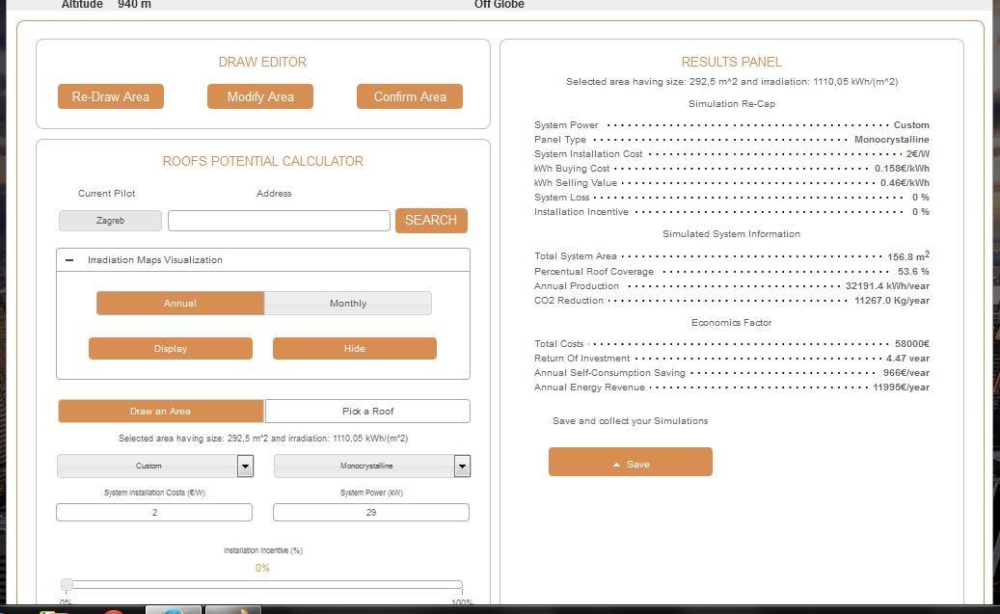 Altitude 940 m Off Globe
DRAW EDITOR
Re-Draw Area Modify Area Confirm Area
ROOFS POTENTIAL CALCULATOR
Current Pilot Address
Zagreb SEARCH
Irradiation Maps Visualization
Annual Monthly
Display Hide
Draw an Area Pick a Roof
Selected area having size: 292,5 m^2 and irradiation: 1110,05 kWh/(m^2)
Custom Monocrystalline
System Installation Costs (€/W) System Power (kW)
2 29
Installation Incentive (%)
0%
0% 100%
RESULTS PANEL
Selected area having size: 292,5 m^2 and irradiation: 1110,05 kWh/(m^2)
Simulation Re-Cap
System Power Custom
Panel Type Monocrystalline
System Installation Cost 2€/W
kWh Buying Cost 0.158€/kWh
kWh Selling Value 0.46€/kWh
System Loss 0 %
Installation Incentive 0 %
Simulated System Information
Total System Area 156.8 m2
Percentual Roof Coverage 53.6 %
Annual Production 32191.4 kWh/year
CO2 Reduction 11267.0 Kg/year
Economics Factor
Total Costs 58000€
Return Of Investment 4.47 year
Annual Self-Consumption Saving 966€/year
Annual Energy Revenue 11995€/year
Save and collect your Simulations
Save